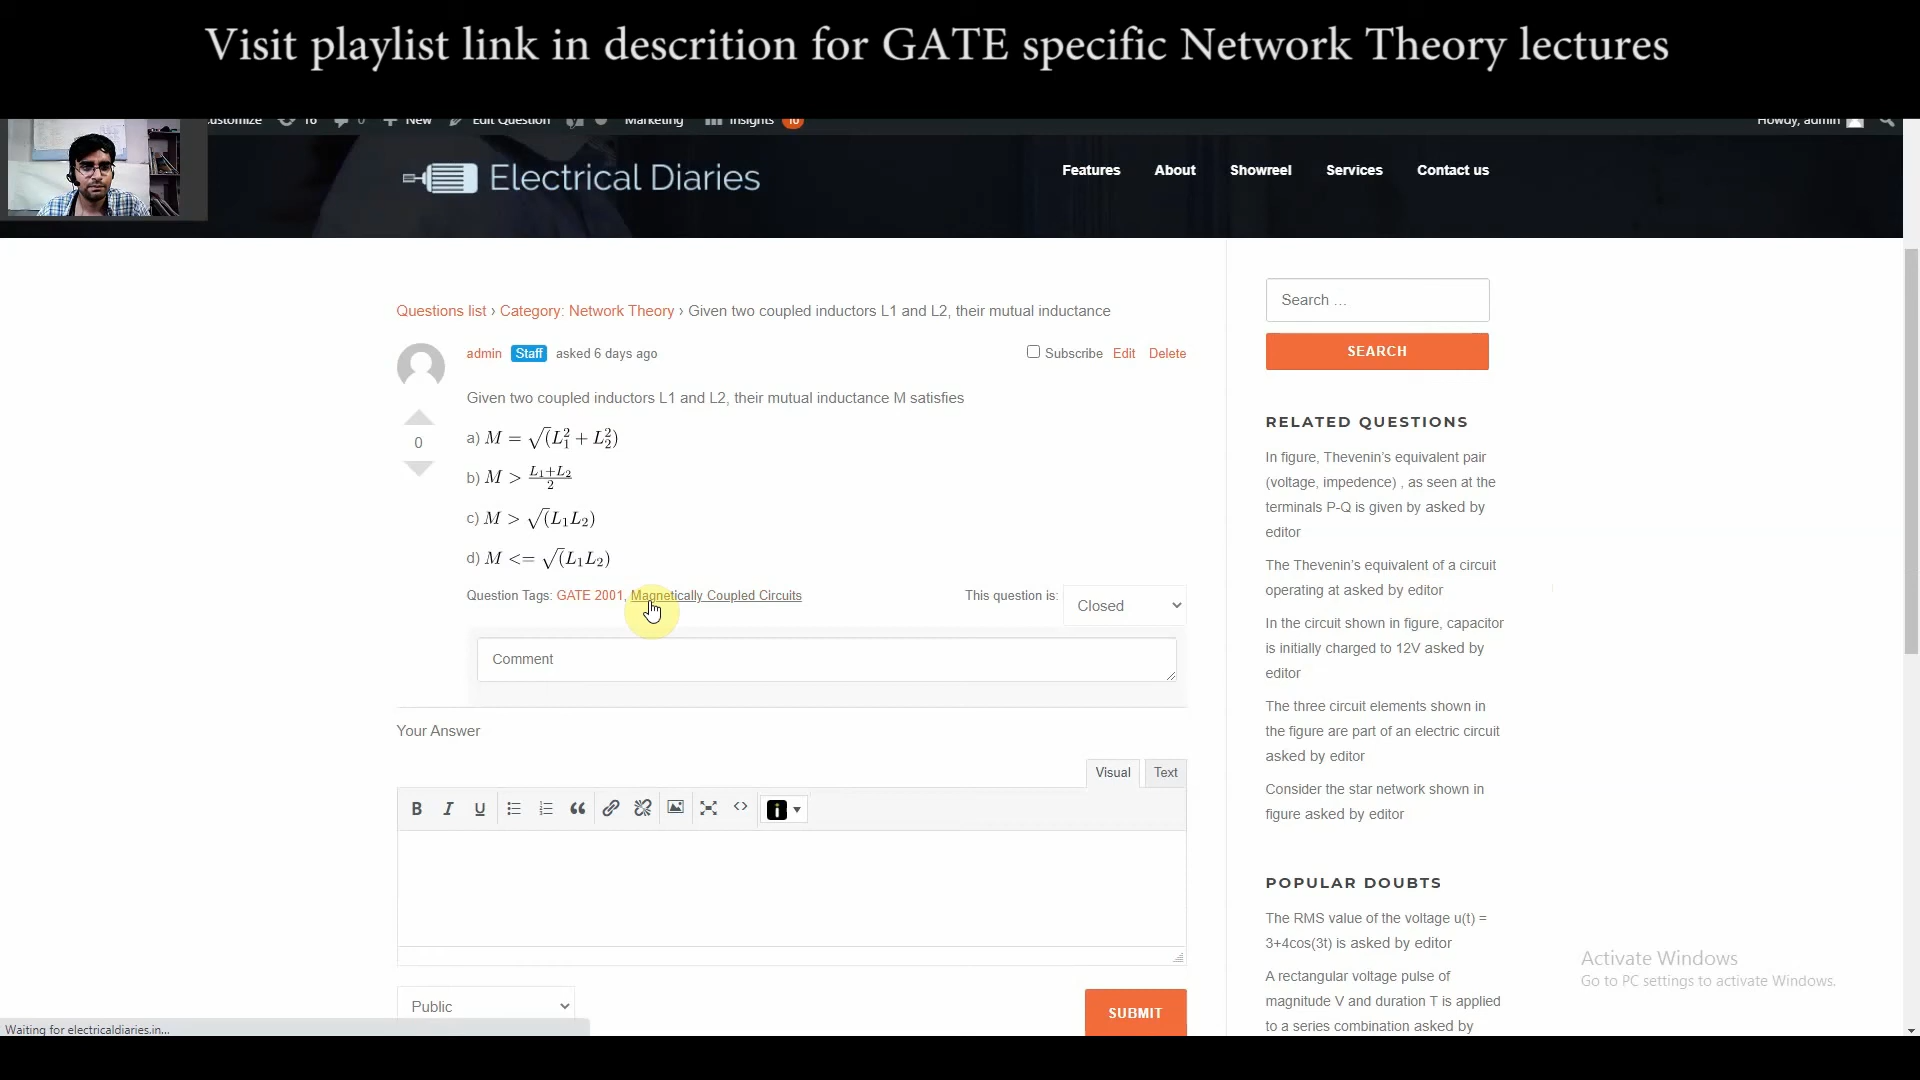 Visit playlist link in descrition for GATE specific Network Theory lectures
ustomize 16 0 New Edit Question Marketing Insights 10 Howdy, admin
Electrical Diaries
Features About Showreel Services Contact us
Questions list › Category: Network Theory › Given two coupled inductors L1 and L2, their mutual inductance
admin Staff asked 6 days ago Subscribe Edit Delete
0
Given two coupled inductors L1 and L2, their mutual inductance M satisfies
a) M = √(L₁² + L₂²)
b) M > (L₁+L₂)/2
c) M > √(L₁L₂)
d) M <= √(L₁L₂)
Question Tags: GATE 2001, Magnetically Coupled Circuits This question is: Closed
Comment
Your Answer
Visual Text
B I U
Public
SUBMIT
Search ...
SEARCH
RELATED QUESTIONS
In figure, Thevenin's equivalent pair
(voltage, impedence) , as seen at the
terminals P-Q is given by asked by
editor
The Thevenin's equivalent of a circuit
operating at asked by editor
In the circuit shown in figure, capacitor
is initially charged to 12V asked by
editor
The three circuit elements shown in
the figure are part of an electric circuit
asked by editor
Consider the star network shown in
figure asked by editor
POPULAR DOUBTS
The RMS value of the voltage u(t) =
3+4cos(3t) is asked by editor
A rectangular voltage pulse of
magnitude V and duration T is applied
to a series combination asked by
Activate Windows
Go to PC settings to activate Windows.
Waiting for electricaldiaries.in...